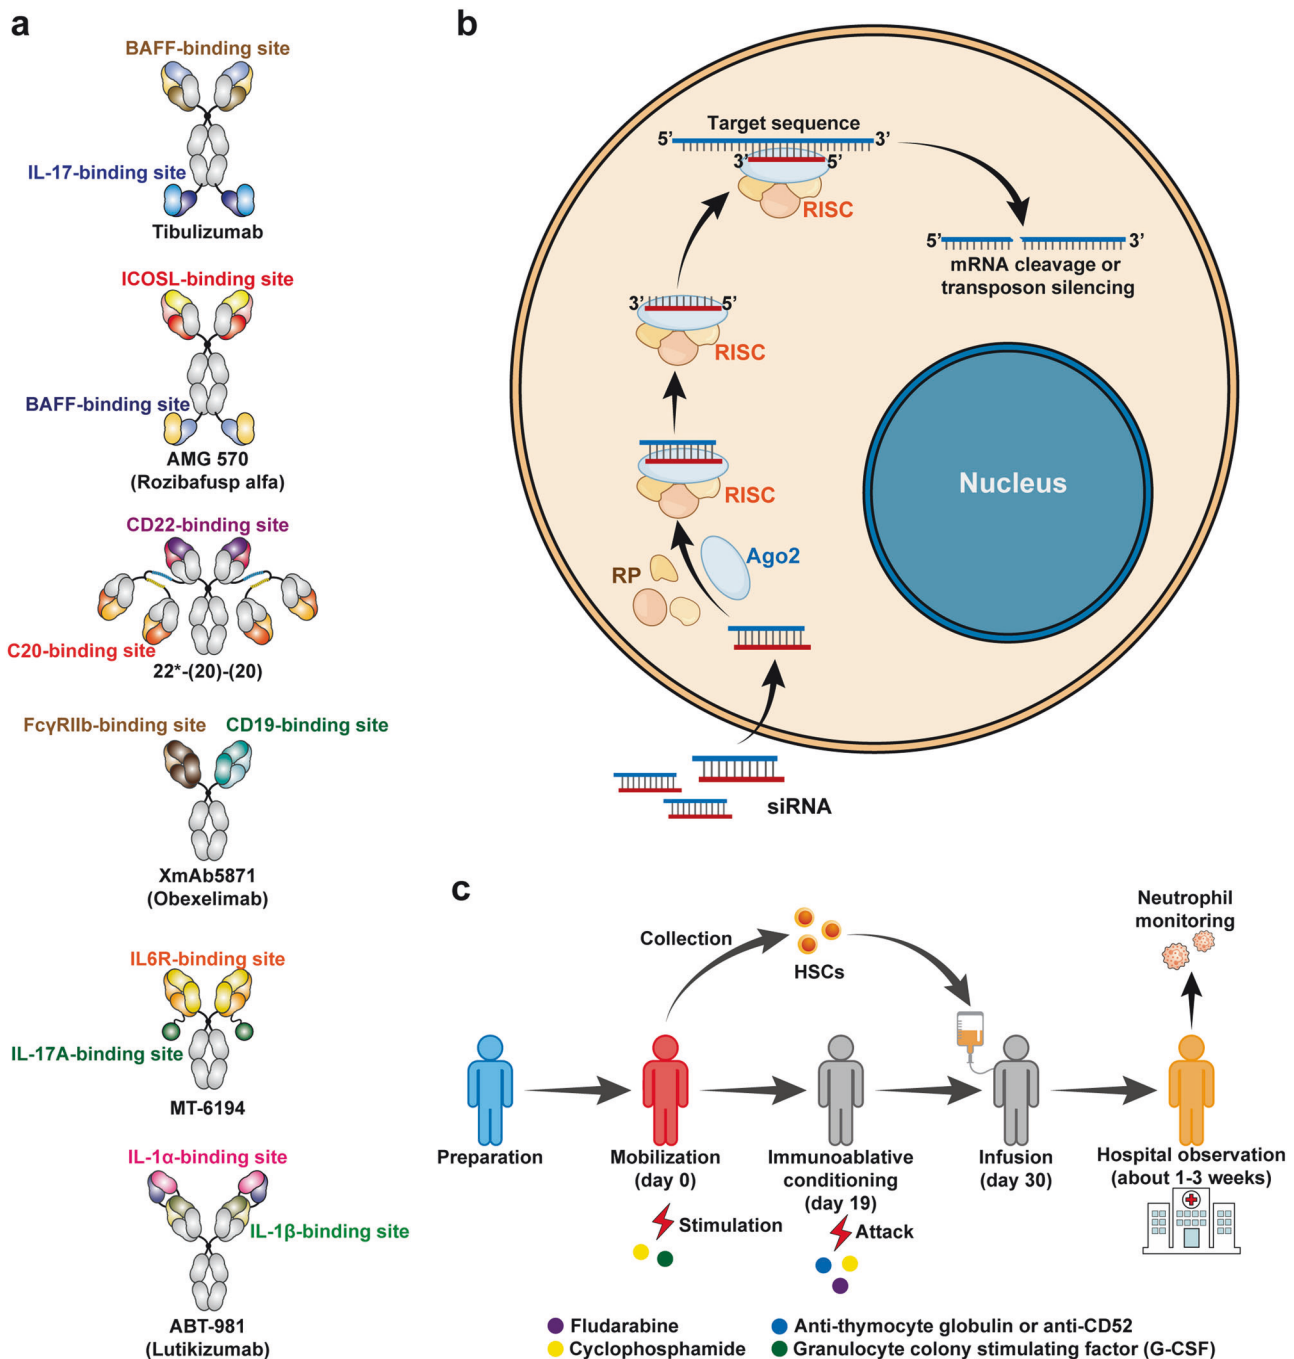 a
BAFF-binding site
IL-17-binding site
Tibulizumab
ICOSL-binding site
BAFF-binding site
AMG 570
(Rozibafusp alfa)
CD22-binding site
C20-binding site
22*-(20)-(20)
FcγRIIb-binding site
CD19-binding site
XmAb5871
(Obexelimab)
IL6R-binding site
IL-17A-binding site
MT-6194
IL-1α-binding site
IL-1β-binding site
ABT-981
(Lutikizumab)
b
Target sequence
5’
3’
3’
5’
RISC
5’
3’
mRNA cleavage or
transposon silencing
3’
5’
RISC
RISC
Nucleus
Ago2
RP
siRNA
c
Collection
HSCs
Neutrophil
monitoring
Preparation
Mobilization
(day 0)
Immunoablative
conditioning
(day 19)
Infusion
(day 30)
Hospital observation
(about 1-3 weeks)
Stimulation
Attack
Fludarabine
Anti-thymocyte globulin or anti-CD52
Cyclophosphamide
Granulocyte colony stimulating factor (G-CSF)